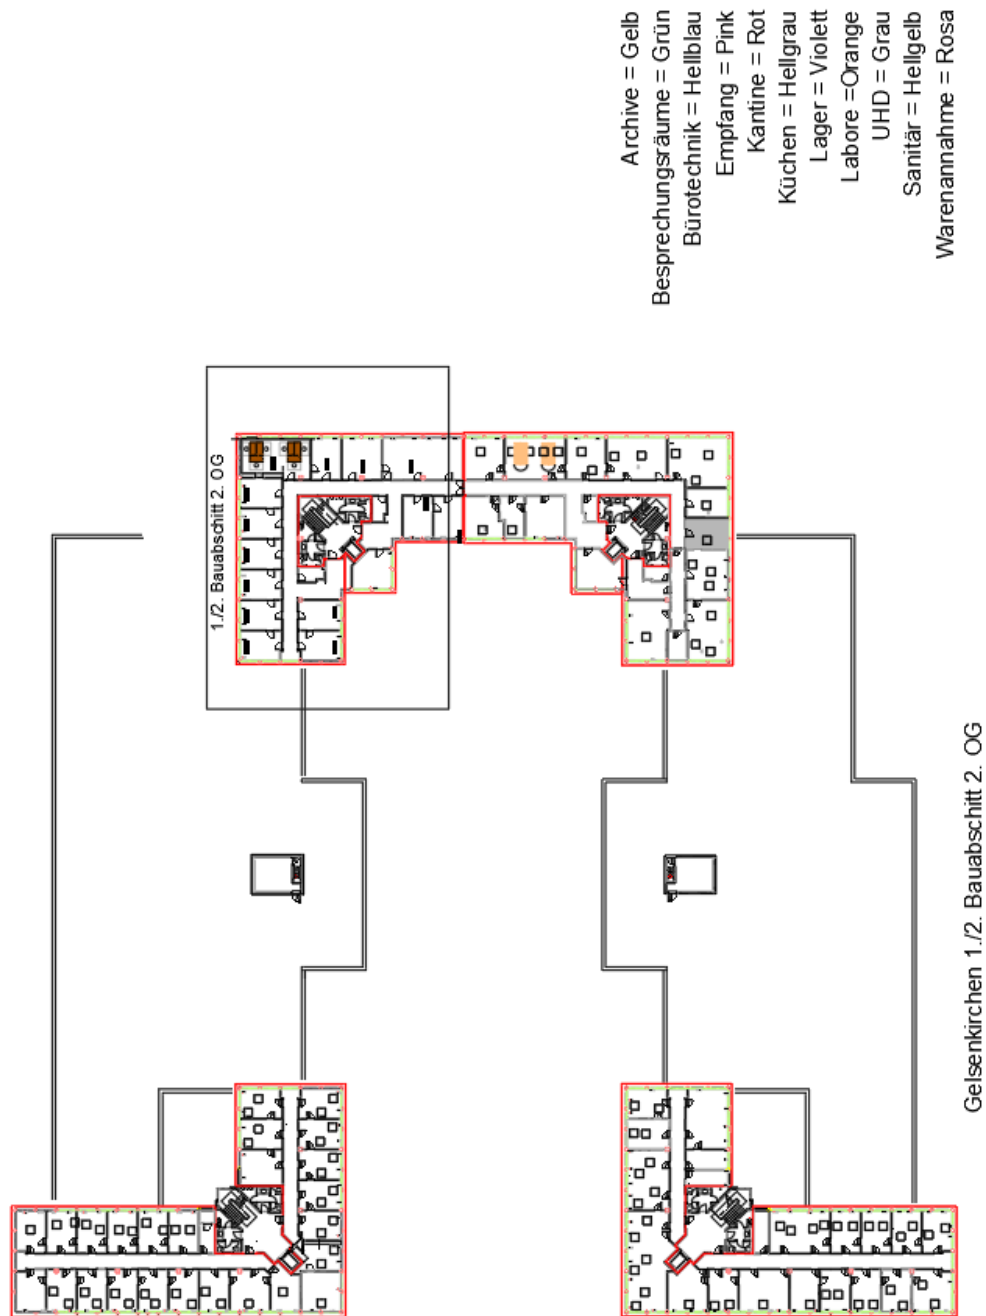 Archive = Gelb
Besprechungsräume = Grün
Bürotechnik = Hellblau
Empfang = Pink
Kantine = Rot
Küchen = Hellgrau
Lager = Violett
Labore =Orange
UHD = Grau
Sanitär = Hellgelb
Warenannahme = Rosa
1./2. Bauabschitt 2. OG
Gelsenkirchen 1./2. Bauabschitt 2. OG